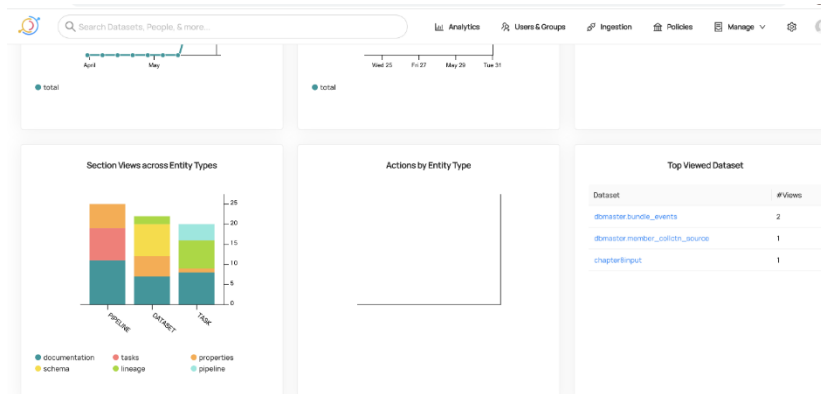 Search Datasets, People, & more...
Analytics
Users & Groups
Ingestion
Policies
Manage
April May
total
Wed 25 Fri 27 May 29 Tue 31
total
Section Views across Entity Types
25
20
15
10
5
0
PIPELINE DATASET TASK
documentation tasks properties
schema lineage pipeline
Actions by Entity Type
Top Viewed Dataset
Dataset #Views
dbmaster.bundle_events 2
dbmaster.member_collctn_source 1
chapter8input 1